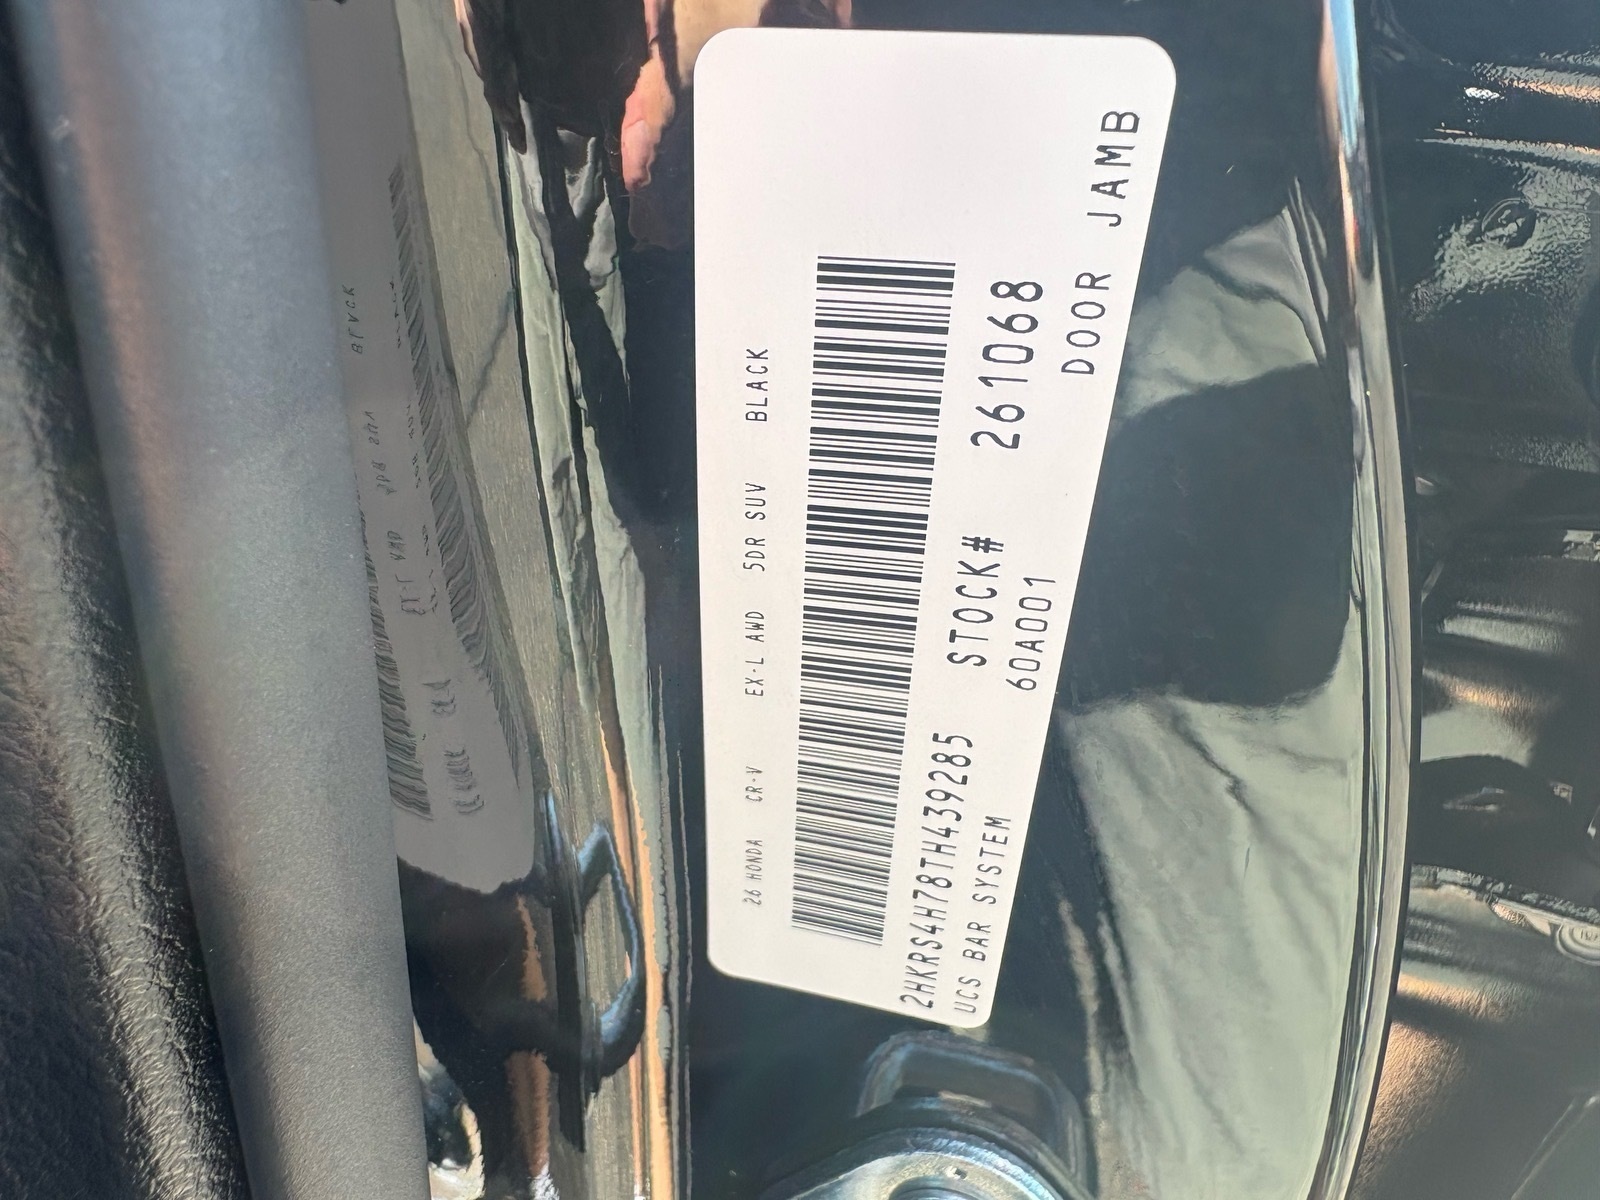 26 HONDA CR-V EX-L AWD 5DR SUV BLACK
2HKRS4H78TH439285 STOCK# 261068
UCS BAR SYSTEM 60A001 DOOR JAMB